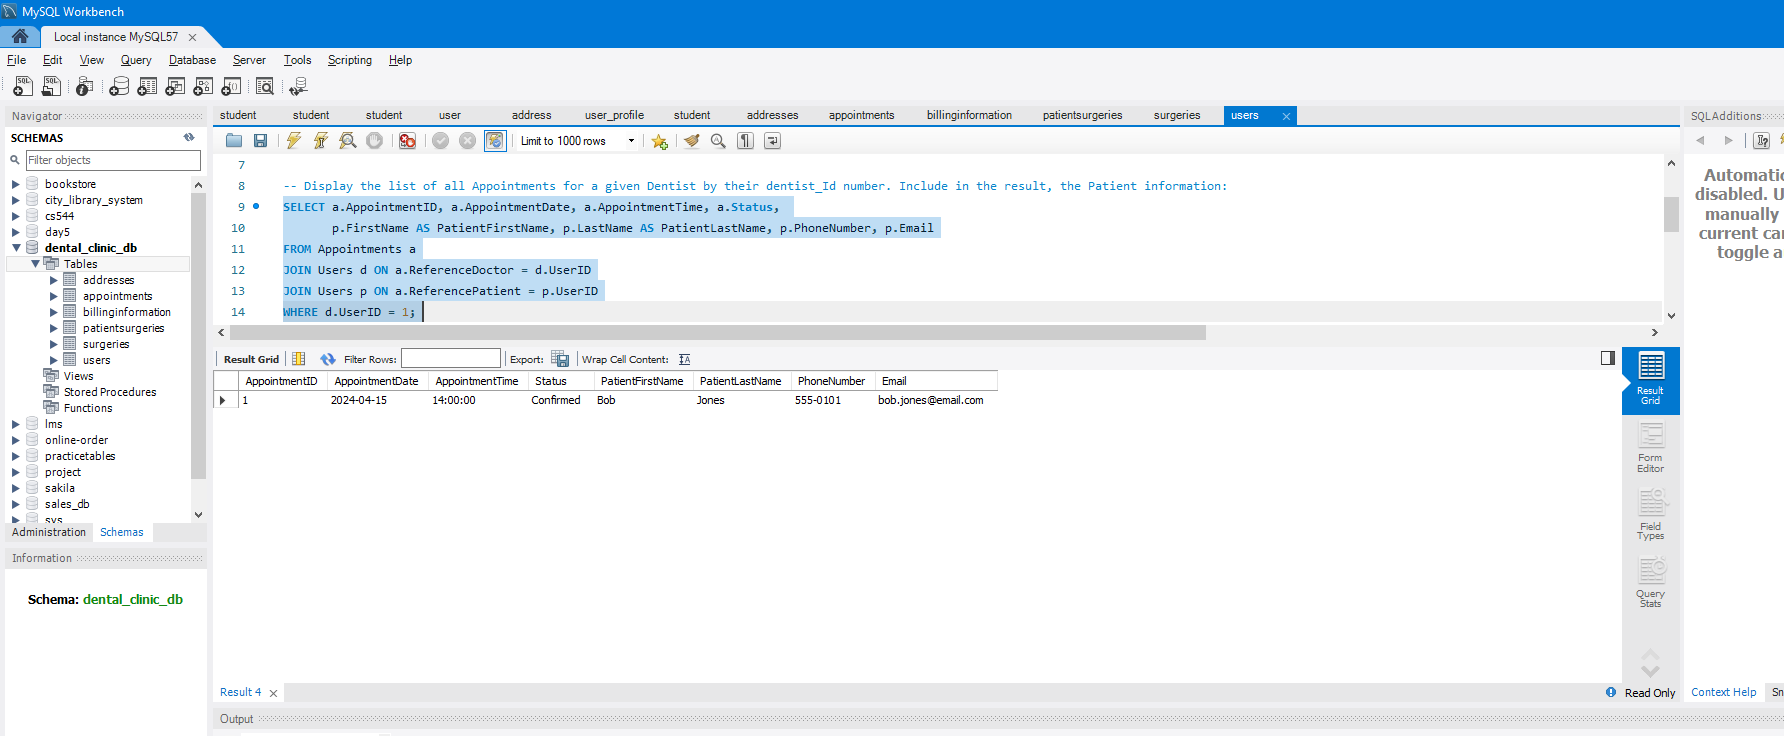 MySQL Workbench
Local instance MySQL57
File Edit View Query Database Server Tools Scripting Help
Navigator
SCHEMAS
Filter objects
bookstore
city_library_system
cs544
day5
dental_clinic_db
Tables
addresses
appointments
billinginformation
patientsurgeries
surgeries
users
Views
Stored Procedures
Functions
lms
online-order
practicetables
project
sakila
sales_db
sys
Administration Schemas
Information
Schema: dental_clinic_db
student student student user address user_profile student addresses appointments billinginformation patientsurgeries surgeries users
Limit to 1000 rows
7
8 -- Display the list of all Appointments for a given Dentist by their dentist_Id number. Include in the result, the Patient information:
9 SELECT a.AppointmentID, a.AppointmentDate, a.AppointmentTime, a.Status,
10 p.FirstName AS PatientFirstName, p.LastName AS PatientLastName, p.PhoneNumber, p.Email
11 FROM Appointments a
12 JOIN Users d ON a.ReferenceDoctor = d.UserID
13 JOIN Users p ON a.ReferencePatient = p.UserID
14 WHERE d.UserID = 1;
Result Grid Filter Rows: Export: Wrap Cell Content:
AppointmentID AppointmentDate AppointmentTime Status PatientFirstName PatientLastName PhoneNumber Email
1 2024-04-15 14:00:00 Confirmed Bob Jones 555-0101 bob.jones@email.com
Result
Grid
Form
Editor
Field
Types
Query
Stats
Result 4
Read Only
Output
SQLAdditions
Automatic
disabled. U
manually
current car
toggle a
Context Help Sn